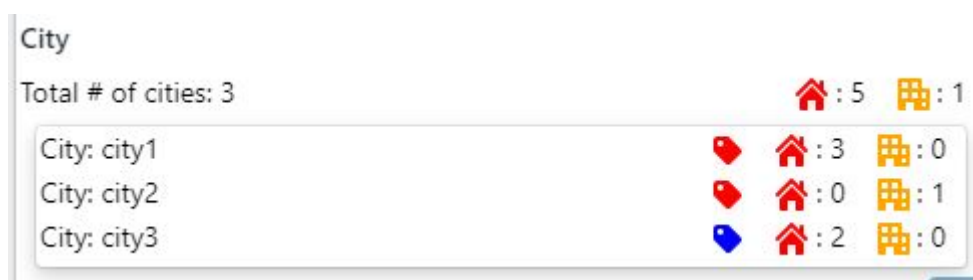 City
Total # of cities: 3 : 5 : 1
City: city1 : 3 : 0
City: city2 : 0 : 1
City: city3 : 2 : 0